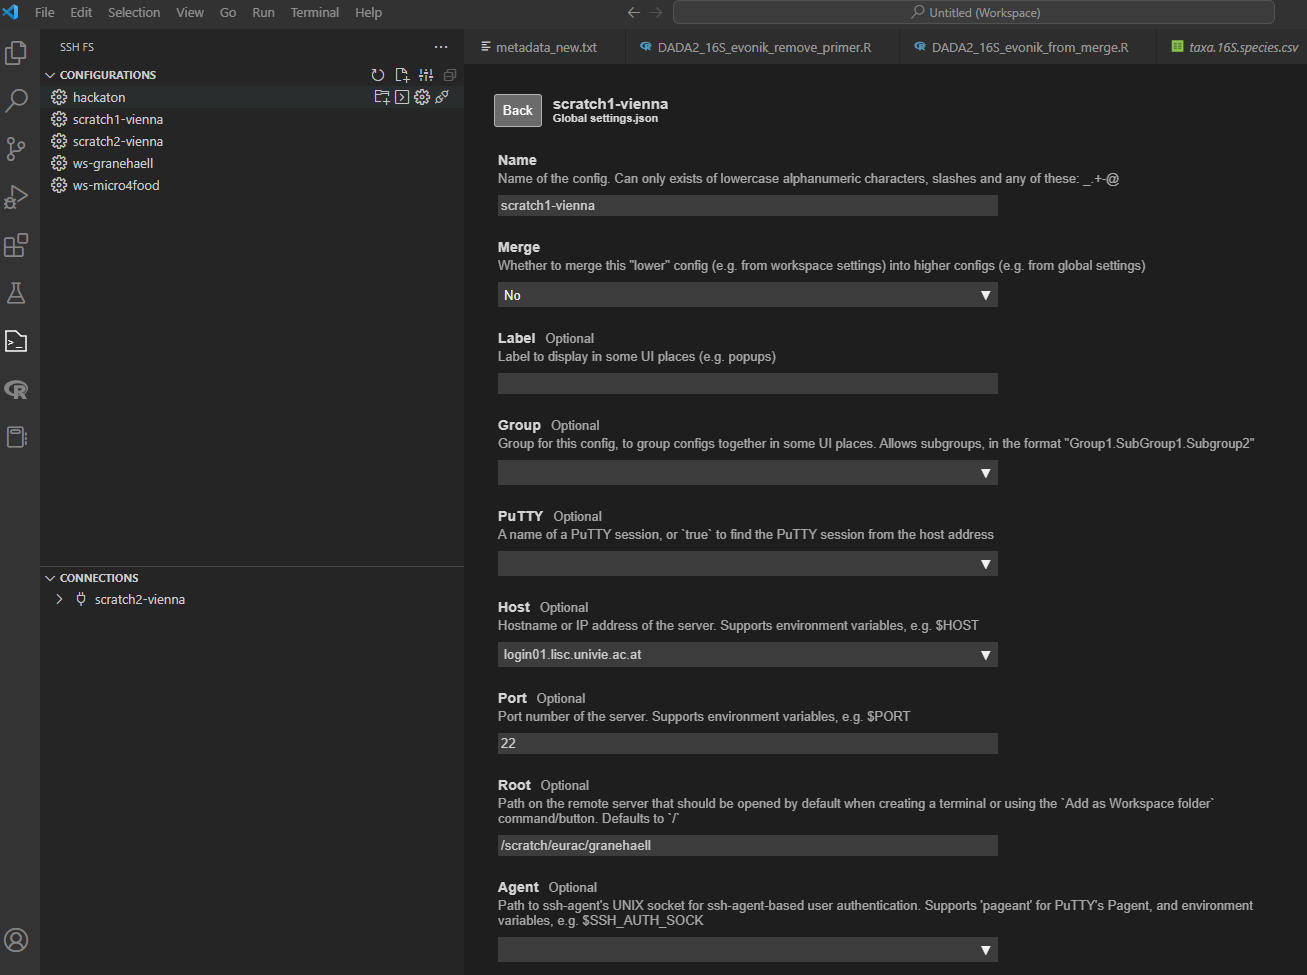 File Edit Selection View Go Run Terminal Help
Untitled (Workspace)
SSH FS
metadata_new.txt
DADA2_16S_evonik_remove_primer.R
DADA2_16S_evonik_from_merge.R
taxa.16S.species.csv
CONFIGURATIONS
hackaton
scratch1-vienna
scratch2-vienna
ws-granehaell
ws-micro4food
CONNECTIONS
scratch2-vienna
Back
scratch1-vienna
Global settings.json
Name
Name of the config. Can only exists of lowercase alphanumeric characters, slashes and any of these: _.+-@
scratch1-vienna
Merge
Whether to merge this "lower" config (e.g. from workspace settings) into higher configs (e.g. from global settings)
No
Label Optional
Label to display in some UI places (e.g. popups)
Group Optional
Group for this config, to group configs together in some UI places. Allows subgroups, in the format "Group1.SubGroup1.Subgroup2"
PuTTY Optional
A name of a PuTTY session, or `true` to find the PuTTY session from the host address
Host Optional
Hostname or IP address of the server. Supports environment variables, e.g. $HOST
login01.lisc.univie.ac.at
Port Optional
Port number of the server. Supports environment variables, e.g. $PORT
22
Root Optional
Path on the remote server that should be opened by default when creating a terminal or using the `Add as Workspace folder`
command/button. Defaults to `/`
/scratch/eurac/granehaell
Agent Optional
Path to ssh-agent's UNIX socket for ssh-agent-based user authentication. Supports 'pageant' for PuTTY's Pagent, and environment
variables, e.g. $SSH_AUTH_SOCK